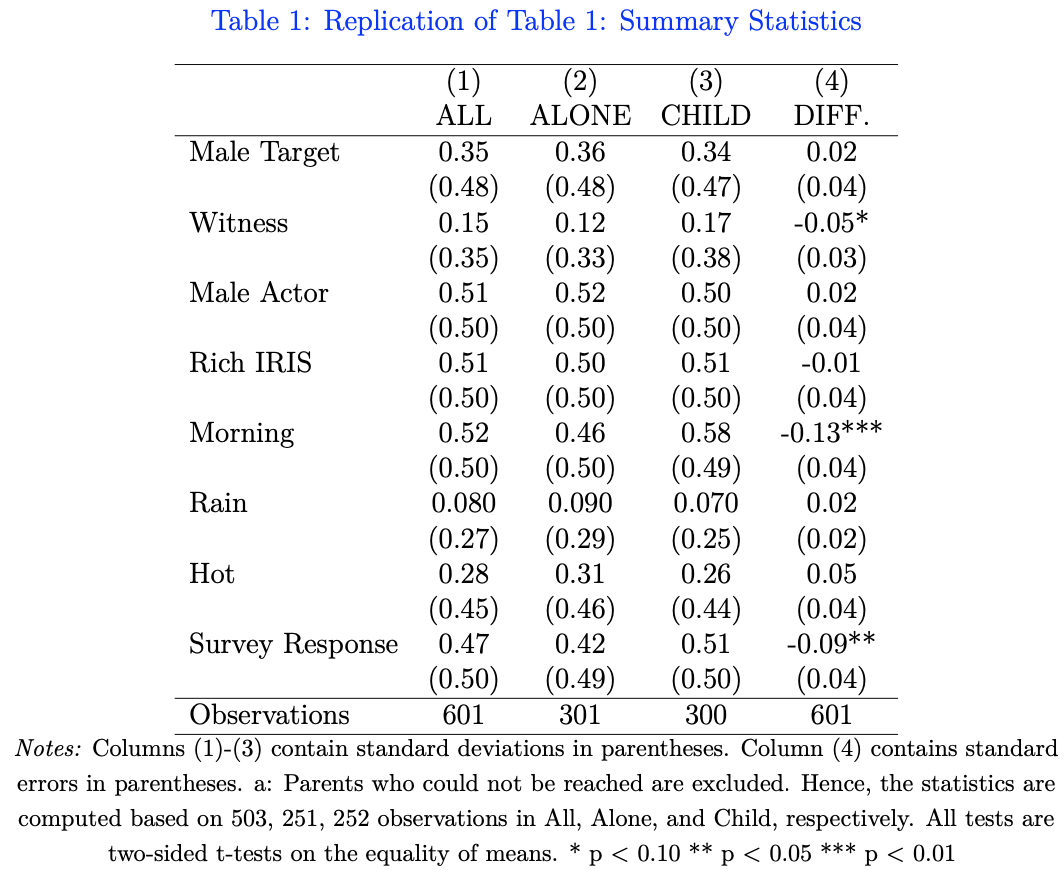 Table 1: Replication of Table 1: Summary Statistics
(1) (2) (3) (4)
ALL ALONE CHILD DIFF.
Male Target 0.35 0.36 0.34 0.02
(0.48) (0.48) (0.47) (0.04)
Witness 0.15 0.12 0.17 -0.05*
(0.35) (0.33) (0.38) (0.03)
Male Actor 0.51 0.52 0.50 0.02
(0.50) (0.50) (0.50) (0.04)
Rich IRIS 0.51 0.50 0.51 -0.01
(0.50) (0.50) (0.50) (0.04)
Morning 0.52 0.46 0.58 -0.13***
(0.50) (0.50) (0.49) (0.04)
Rain 0.080 0.090 0.070 0.02
(0.27) (0.29) (0.25) (0.02)
Hot 0.28 0.31 0.26 0.05
(0.45) (0.46) (0.44) (0.04)
Survey Response 0.47 0.42 0.51 -0.09**
(0.50) (0.49) (0.50) (0.04)
Observations 601 301 300 601
Notes: Columns (1)-(3) contain standard deviations in parentheses. Column (4) contains standard
errors in parentheses. a: Parents who could not be reached are excluded. Hence, the statistics are
computed based on 503, 251, 252 observations in All, Alone, and Child, respectively. All tests are
two-sided t-tests on the equality of means. * p < 0.10 ** p < 0.05 *** p < 0.01